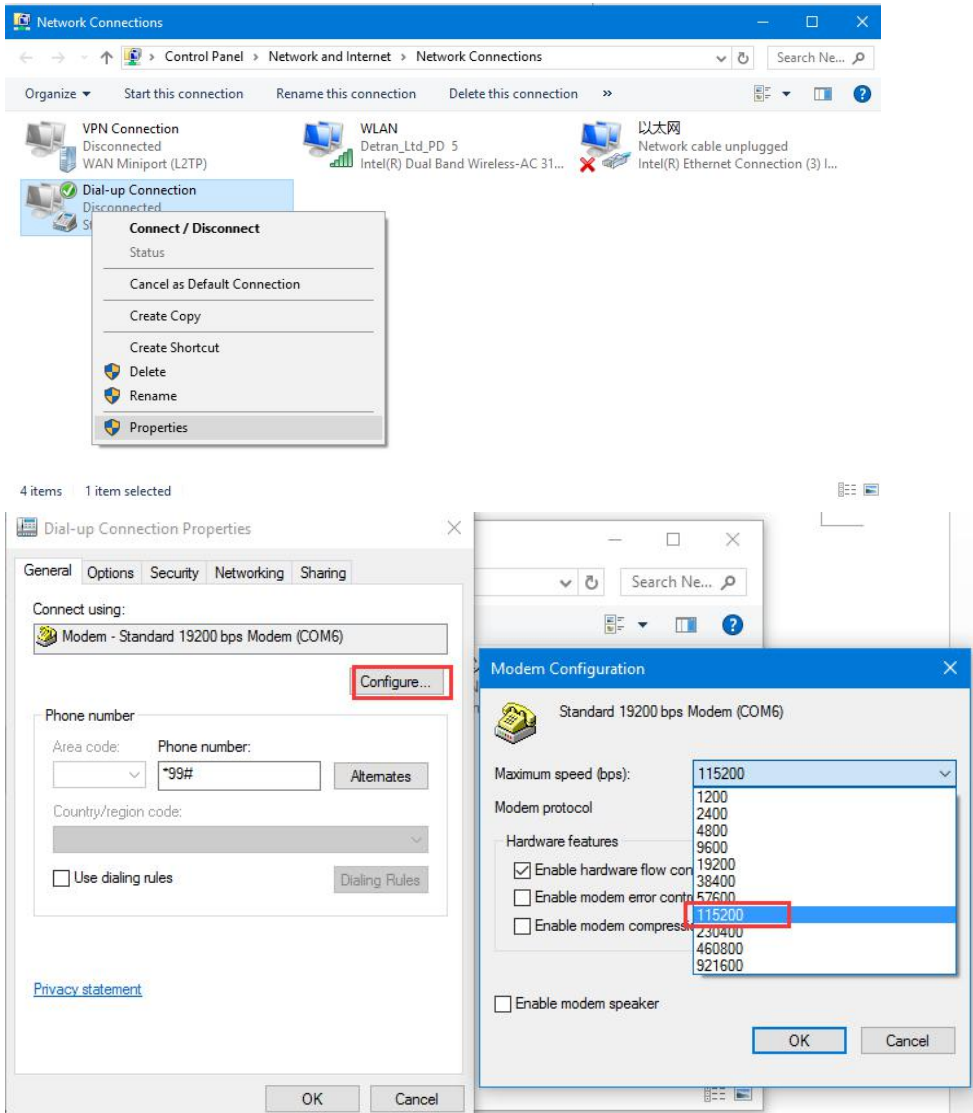 Network Connections
Control Panel > Network and Internet > Network Connections
Search Ne...
Organize
Start this connection
Rename this connection
Delete this connection
»
VPN Connection
Disconnected
WAN Miniport (L2TP)
WLAN
Detran_Ltd_PD 5
Intel(R) Dual Band Wireless-AC 31...
以太网
Network cable unplugged
Intel(R) Ethernet Connection (3) I...
Dial-up Connection
Disconnected
Connect / Disconnect
Status
Cancel as Default Connection
Create Copy
Create Shortcut
Delete
Rename
Properties
4 items 1 item selected
Dial-up Connection Properties
General Options Security Networking Sharing
Connect using:
Modem - Standard 19200 bps Modem (COM6)
Configure...
Phone number
Area code: Phone number:
*99#
Alternates
Country/region code:
Use dialing rules
Dialing Rules
Privacy statement
OK Cancel
Search Ne...
Modem Configuration
Standard 19200 bps Modem (COM6)
Maximum speed (bps): 115200
Modem protocol
Hardware features
Enable hardware flow con
Enable modem error contr
Enable modem compressi
1200
2400
4800
9600
19200
38400
57600
115200
230400
460800
921600
Enable modem speaker
OK Cancel